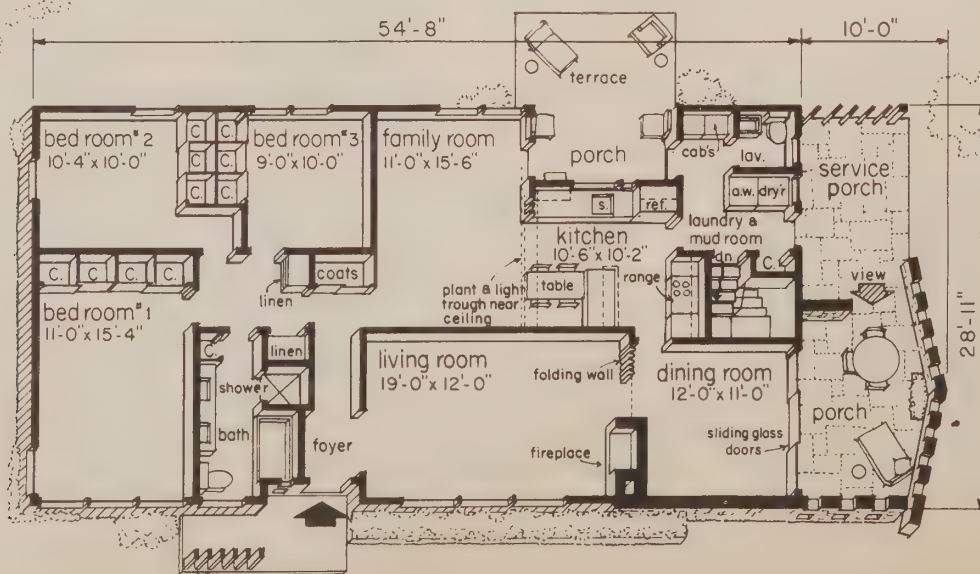 54'-8"
10'-0"
terrace
bed room #2
10'-4" x 10'-0"
C.
C.
C.
C.
C.
C.
bed room #3
9'-0" x 10'-0"
family room
11'-0" x 15'-6"
porch
cab's
lav.
a.w. dry'r
service
porch
s.
ref.
kitchen
10'-6" x 10'-2"
laundry &
mud room
dn
C.
C.
C.
C.
C.
linen
coats
plant & light
trough near
ceiling
table
range
view
28'-11"
bed room #1
11'-0" x 15'-4"
C.
linen
shower
bath
foyer
living room
19'-0" x 12'-0"
folding wall
fireplace
dining room
12'-0" x 11'-0"
sliding glass
doors
porch